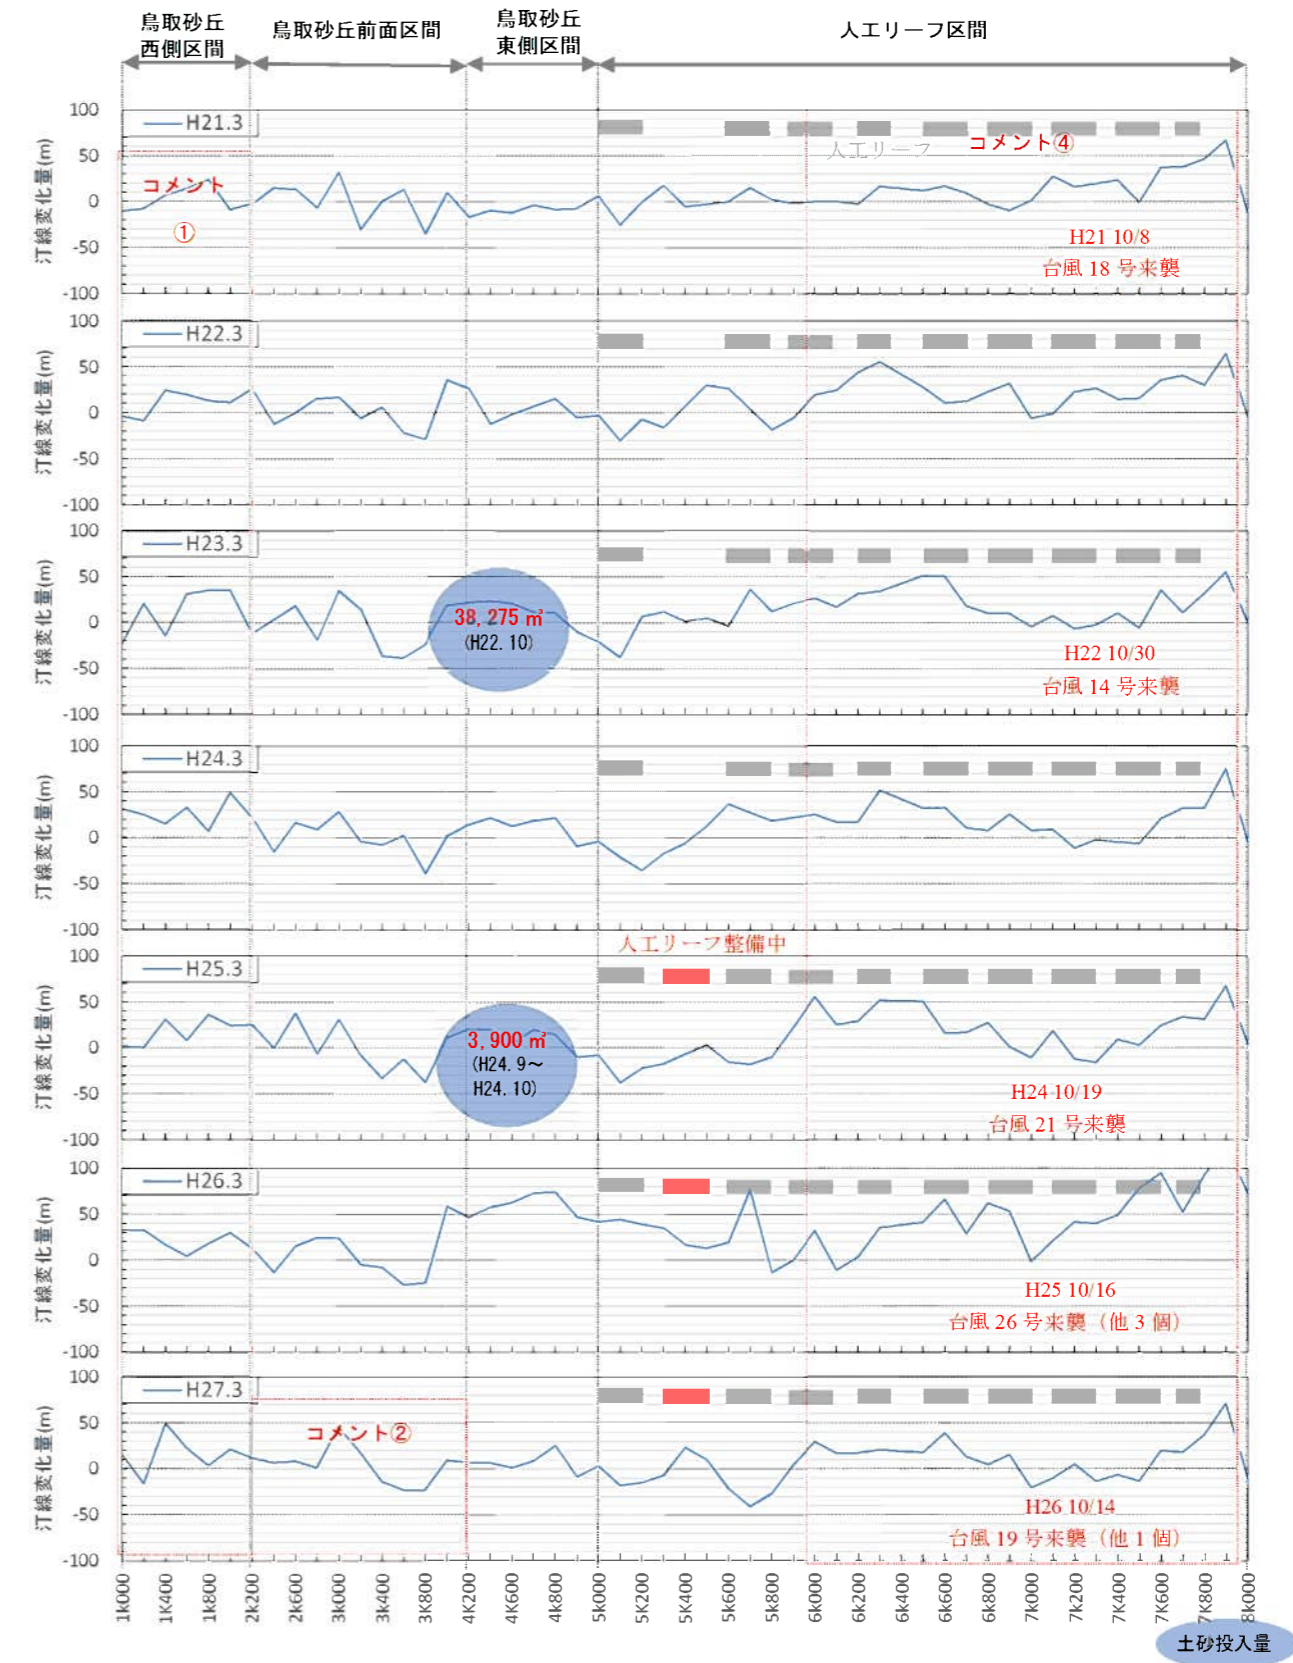 鳥取砂丘
西側区間
鳥取砂丘前面区間
鳥取砂丘
東側区間
人工リーフ区間
汀線変化量(m)
100
50
0
-50
-100
H21.3
コメント
①
人工リーフ
コメント④
H21 10/8
台風 18 号来襲
汀線変化量(m)
100
50
0
-50
-100
H22.3
汀線変化量(m)
100
50
0
-50
-100
H23.3
38,275 ㎥
(H22.10)
H22 10/30
台風 14 号来襲
汀線変化量(m)
100
50
0
-50
-100
H24.3
人工リーフ整備中
汀線変化量(m)
100
50
0
-50
-100
H25.3
3,900 ㎥
(H24.9～
H24.10)
H24 10/19
台風 21 号来襲
汀線変化量(m)
100
50
0
-50
-100
H26.3
H25 10/16
台風 26 号来襲（他 3 個）
汀線変化量(m)
100
50
0
-50
-100
H27.3
コメント②
H26 10/14
台風 19 号来襲（他 1 個）
1K000
1K400
1K800
2K200
2K600
3K000
3K400
3K800
4K200
4K600
5K000
5K200
5K400
5K600
5K800
6K000
6K200
6K400
6K600
6K800
7K000
7K200
7K400
7K600
7K800
8K000
土砂投入量